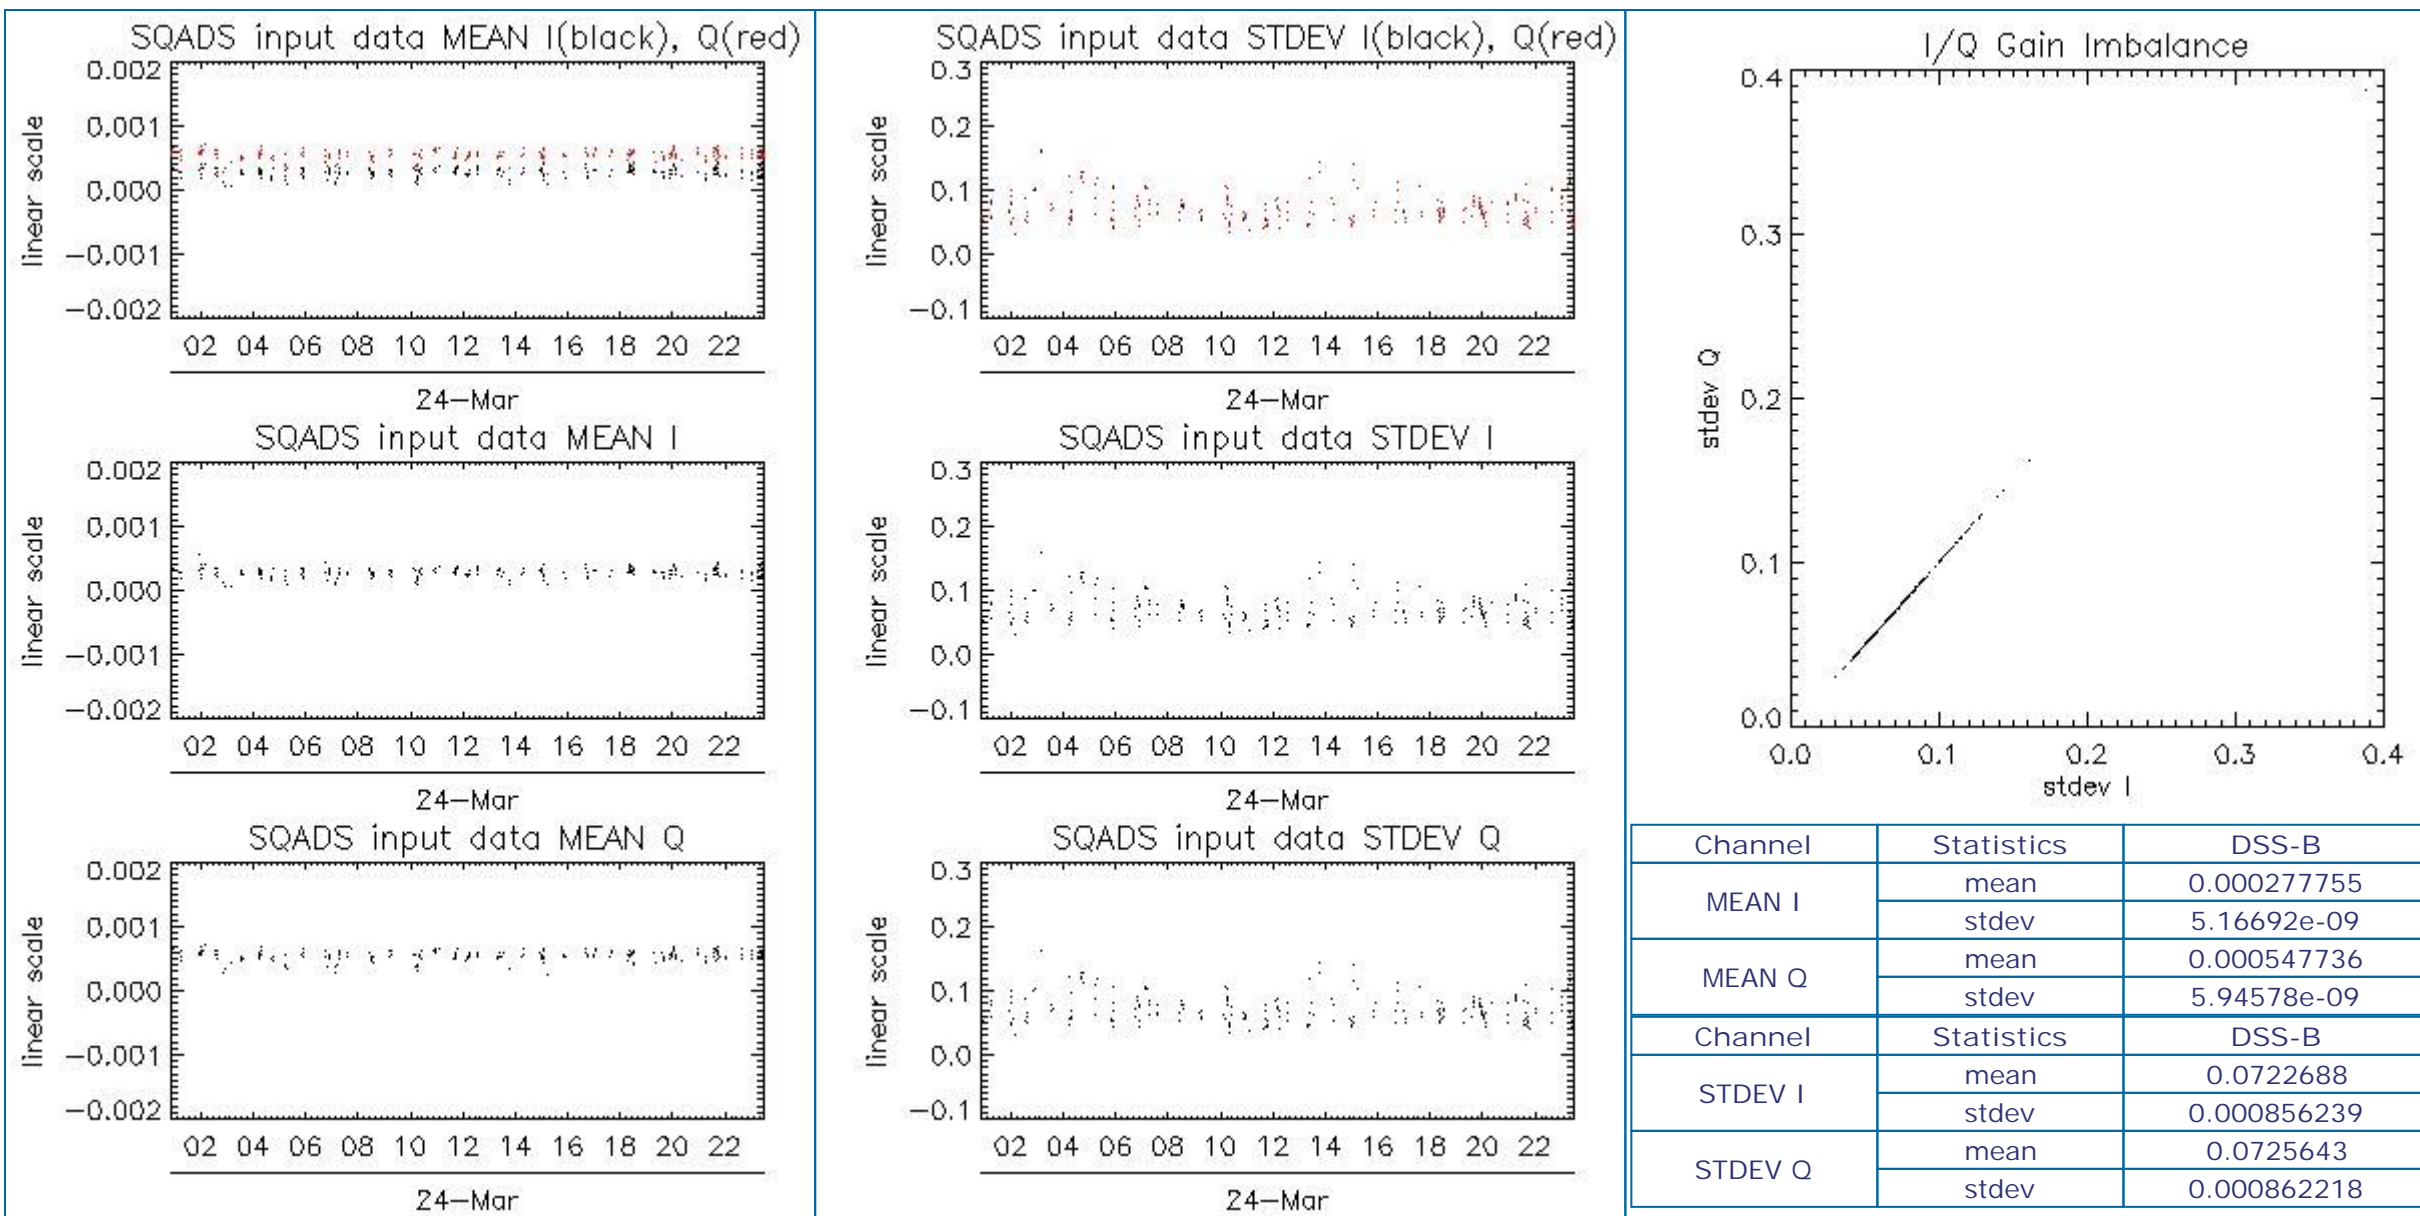 SQADS input data MEAN I(black), Q(red)
0.002
0.001
0.000
−0.001
−0.002
linear scale
02 04 06 08 10 12 14 16 18 20 22
24−Mar
SQADS input data MEAN I
0.002
0.001
0.000
−0.001
−0.002
linear scale
02 04 06 08 10 12 14 16 18 20 22
24−Mar
SQADS input data MEAN Q
0.002
0.001
0.000
−0.001
−0.002
linear scale
02 04 06 08 10 12 14 16 18 20 22
24−Mar
SQADS input data STDEV I(black), Q(red)
0.3
0.2
0.1
0.0
−0.1
linear scale
02 04 06 08 10 12 14 16 18 20 22
24−Mar
SQADS input data STDEV I
0.3
0.2
0.1
0.0
−0.1
linear scale
02 04 06 08 10 12 14 16 18 20 22
24−Mar
SQADS input data STDEV Q
0.3
0.2
0.1
0.0
−0.1
linear scale
02 04 06 08 10 12 14 16 18 20 22
24−Mar
I/Q Gain Imbalance
0.4
0.3
0.2
0.1
0.0
stdev Q
0.0 0.1 0.2 0.3 0.4
stdev I
Channel Statistics DSS-B
MEAN I mean 0.000277755
stdev 5.16692e-09
MEAN Q mean 0.000547736
stdev 5.94578e-09
Channel Statistics DSS-B
STDEV I mean 0.0722688
stdev 0.000856239
STDEV Q mean 0.0725643
stdev 0.000862218